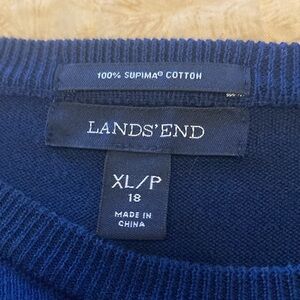 100% SUPIMA® COTTON
LANDS' END
XL/P
18
MADE IN
CHINA